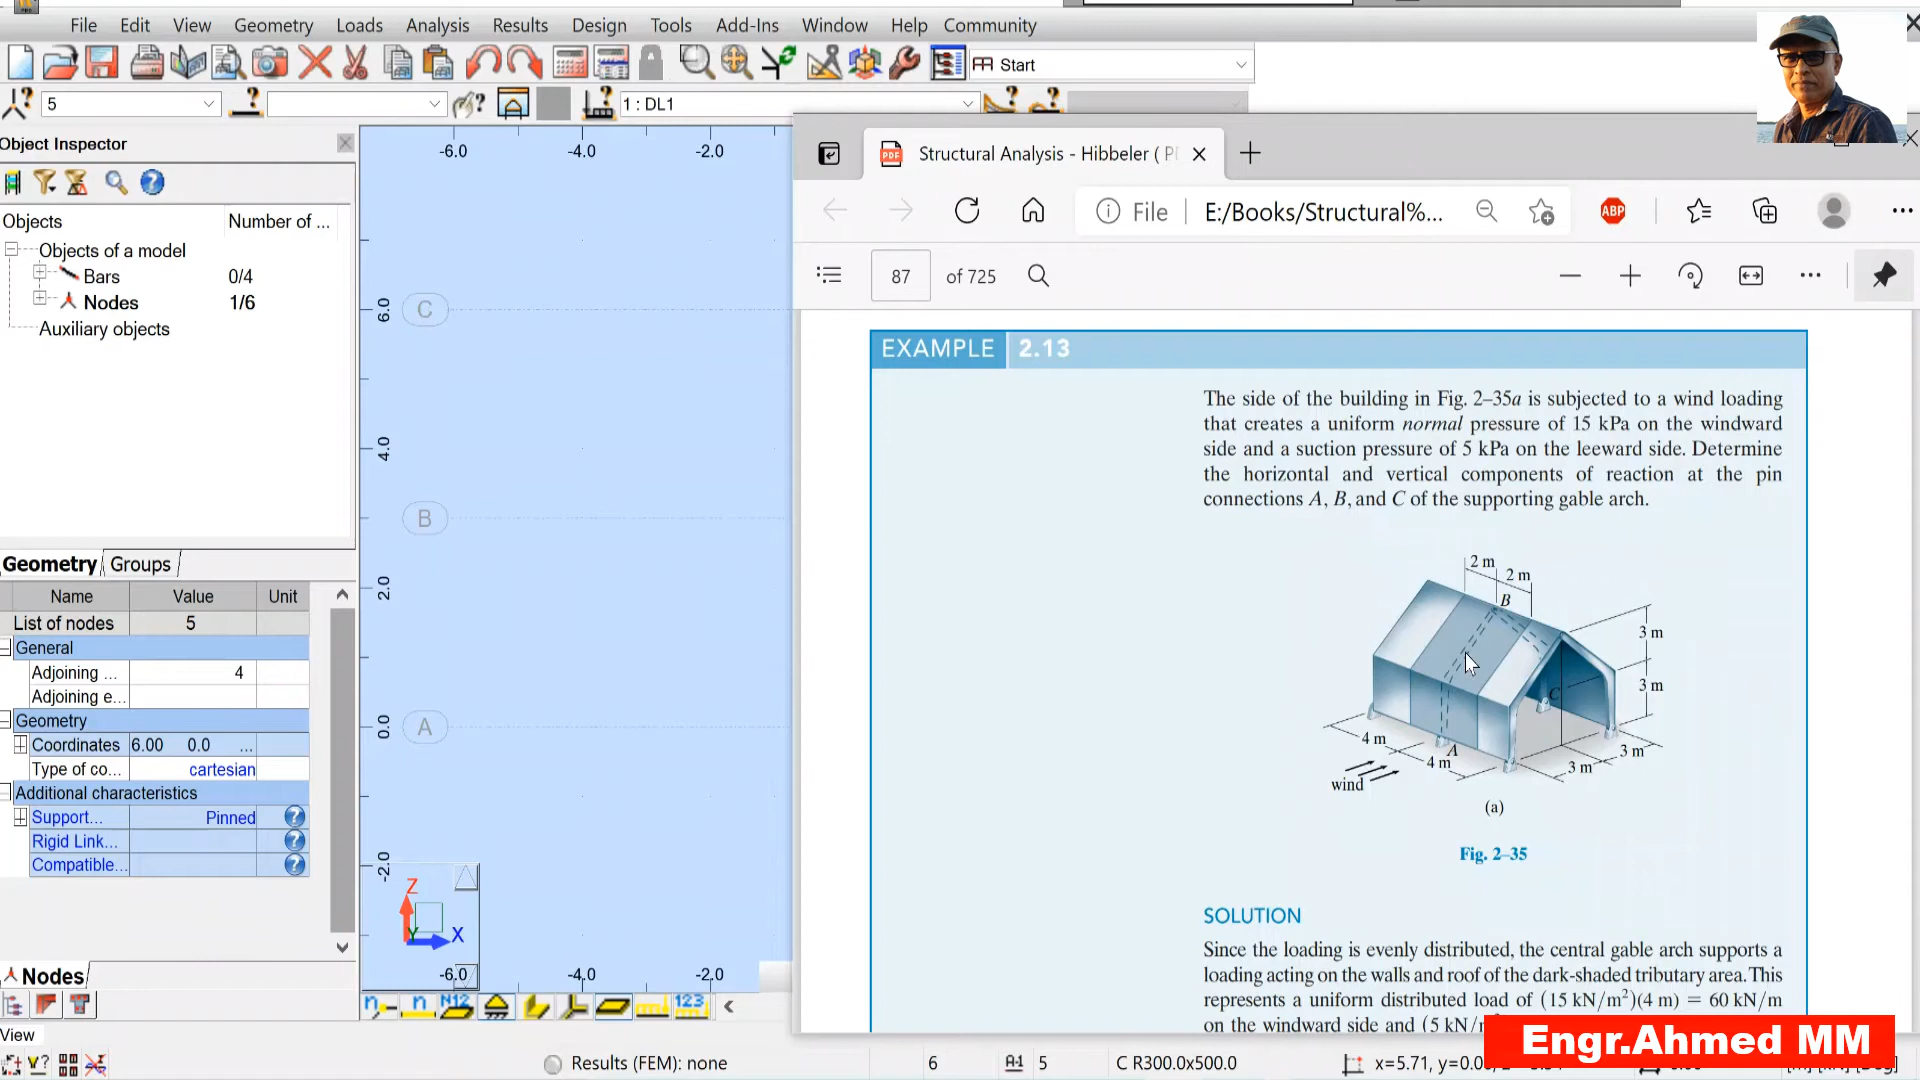 File Edit View Geometry Loads Analysis Results Design Tools Add-Ins Window Help Community
Start
5
1 : DL1
Object Inspector
Objects Number of ...
Objects of a model
Bars 0/4
Nodes 1/6
Auxiliary objects
Geometry Groups
Name Value Unit
List of nodes 5
General
Adjoining ... 4
Adjoining e...
Geometry
Coordinates 6.00 0.0 ...
Type of co... cartesian
Additional characteristics
Support... Pinned
Rigid Link...
Compatible...
Nodes
View
-6.0 -4.0 -2.0
6.0
C
4.0
B
2.0
0.0
A
-2.0
Z
Y
X
-6.0 -4.0 -2.0
n n N12 123
Results (FEM): none 6 A-1 5 C R300.0x500.0
Structural Analysis - Hibbeler ( P
File E:/Books/Structural%...
ABP
87 of 725
EXAMPLE 2.13
The side of the building in Fig. 2–35a is subjected to a wind loading
that creates a uniform normal pressure of 15 kPa on the windward
side and a suction pressure of 5 kPa on the leeward side. Determine
the horizontal and vertical components of reaction at the pin
connections A, B, and C of the supporting gable arch.
2 m
2 m
B
3 m
3 m
C
4 m
A
4 m
3 m
3 m
wind
(a)
Fig. 2–35
SOLUTION
Since the loading is evenly distributed, the central gable arch supports a
loading acting on the walls and roof of the dark-shaded tributary area. This
represents a uniform distributed load of (15 kN/m²)(4 m) = 60 kN/m
on the windward side and (5 kN/
Engr.Ahmed MM